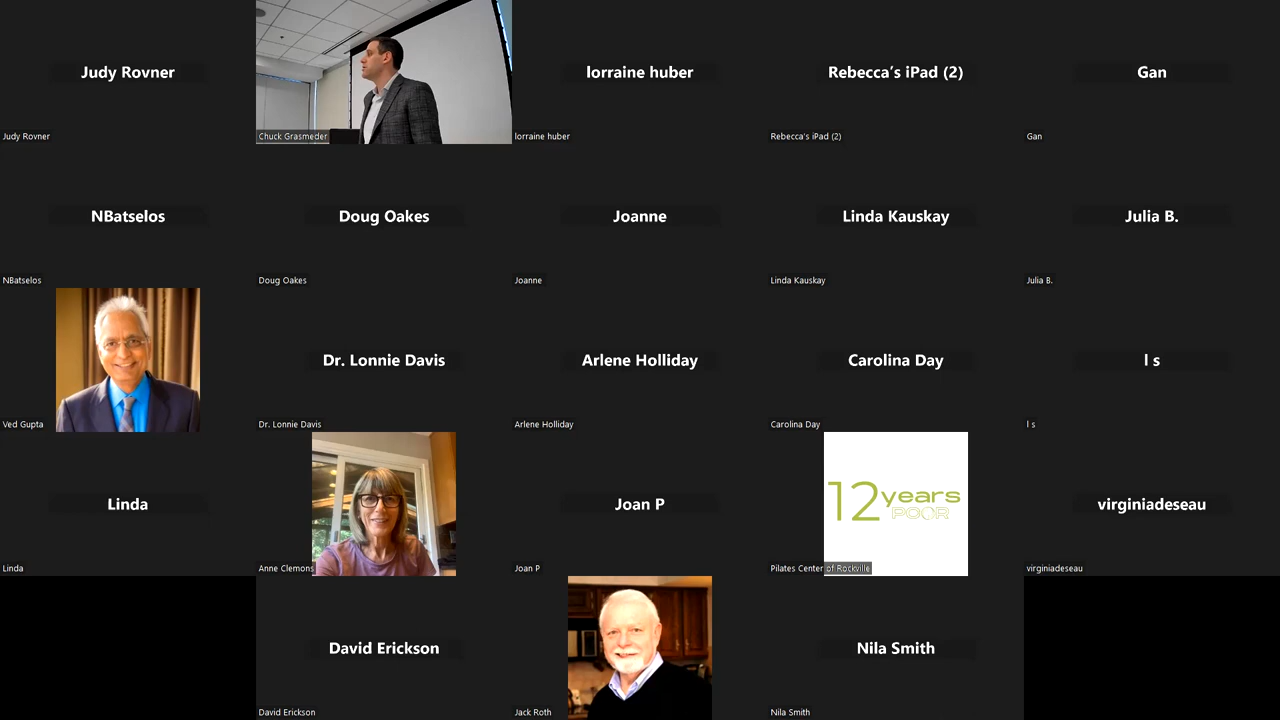 Judy Rovner
Judy Rovner
Chuck Grasmeder
lorraine huber
lorraine huber
Rebecca's iPad (2)
Rebecca's iPad (2)
Gan
Gan
NBatselos
NBatselos
Doug Oakes
Doug Oakes
Joanne
Joanne
Linda Kauskay
Linda Kauskay
Julia B.
Julia B.
Ved Gupta
Dr. Lonnie Davis
Dr. Lonnie Davis
Arlene Holliday
Arlene Holliday
Carolina Day
Carolina Day
l s
l s
Linda
Linda
Anne Clemons
Joan P
Joan P
12 years
PCOR
Pilates Center of Rockville
virginiadeseau
virginiadeseau
David Erickson
David Erickson
Jack Roth
Nila Smith
Nila Smith